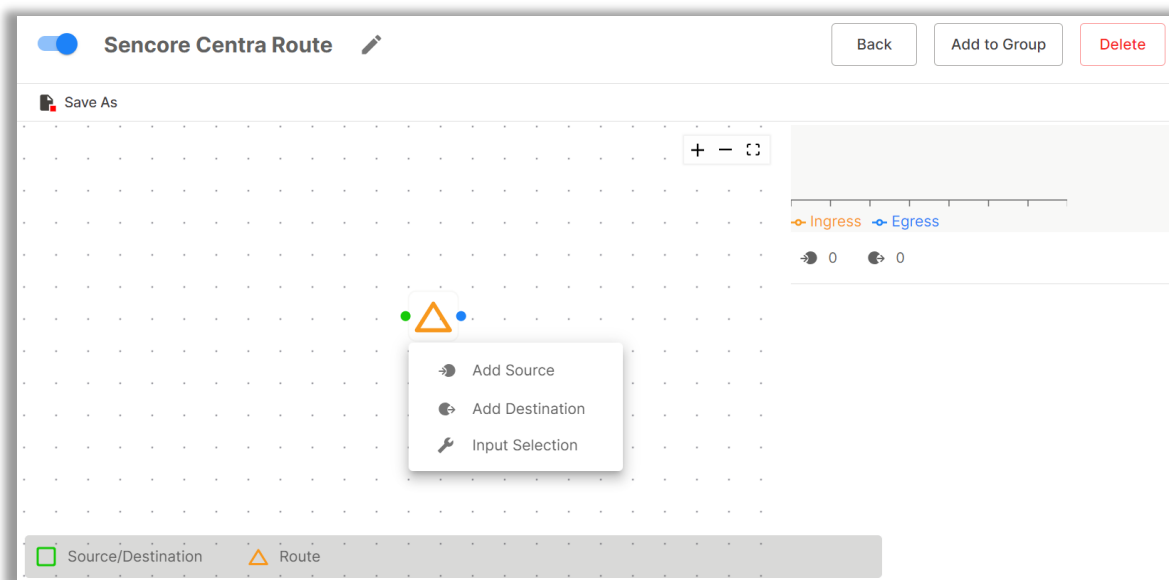 Sencore Centra Route
Back
Add to Group
Delete
Save As
Ingress
Egress
0
0
Add Source
Add Destination
Input Selection
Source/Destination
Route